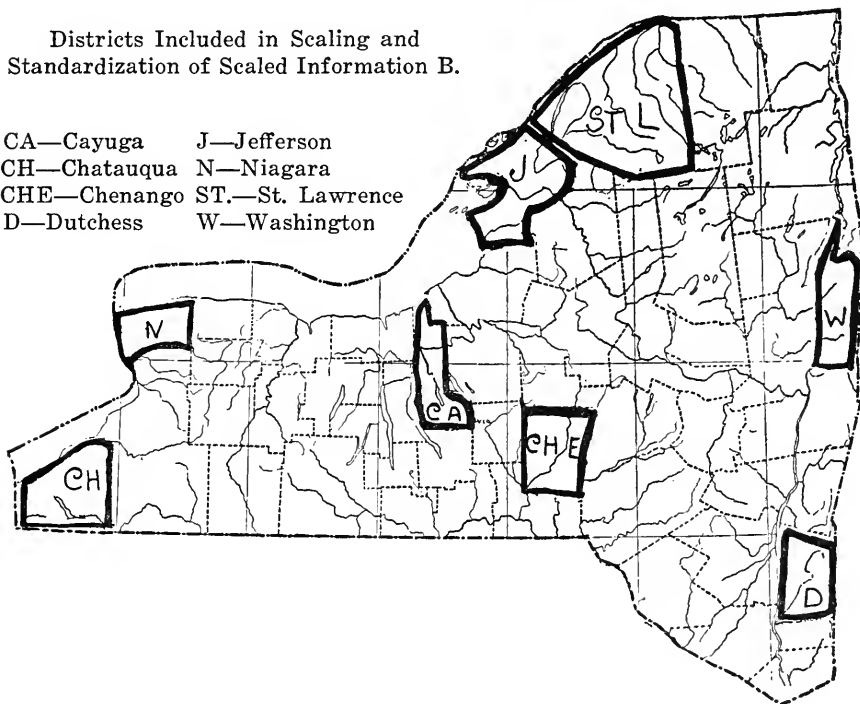 Districts Included in Scaling and
Standardization of Scaled Information B.
CA—Cayuga J—Jefferson
CH—Chatauqua N—Niagara
CHE—Chenango ST.—St. Lawrence
D—Dutchess W—Washington
ST L
J
N
W
CA
CHE
CH
D